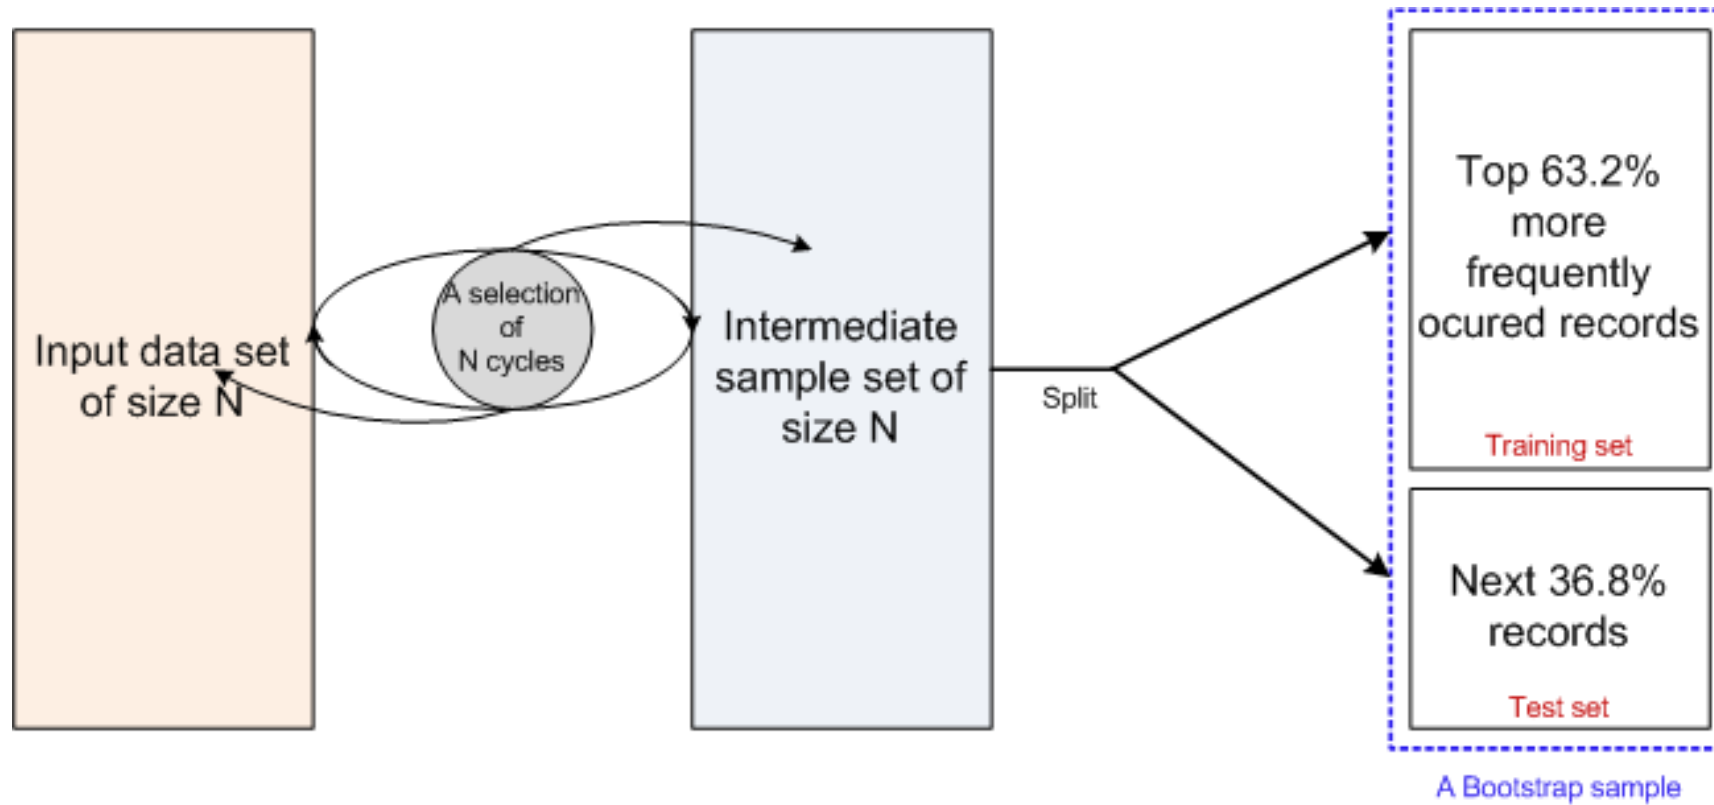 Input data set
of size N
A selection
of
N cycles
Intermediate
sample set of
size N
Split
Top 63.2%
more
frequently
ocured records
Training set
Next 36.8%
records
Test set
A Bootstrap sample